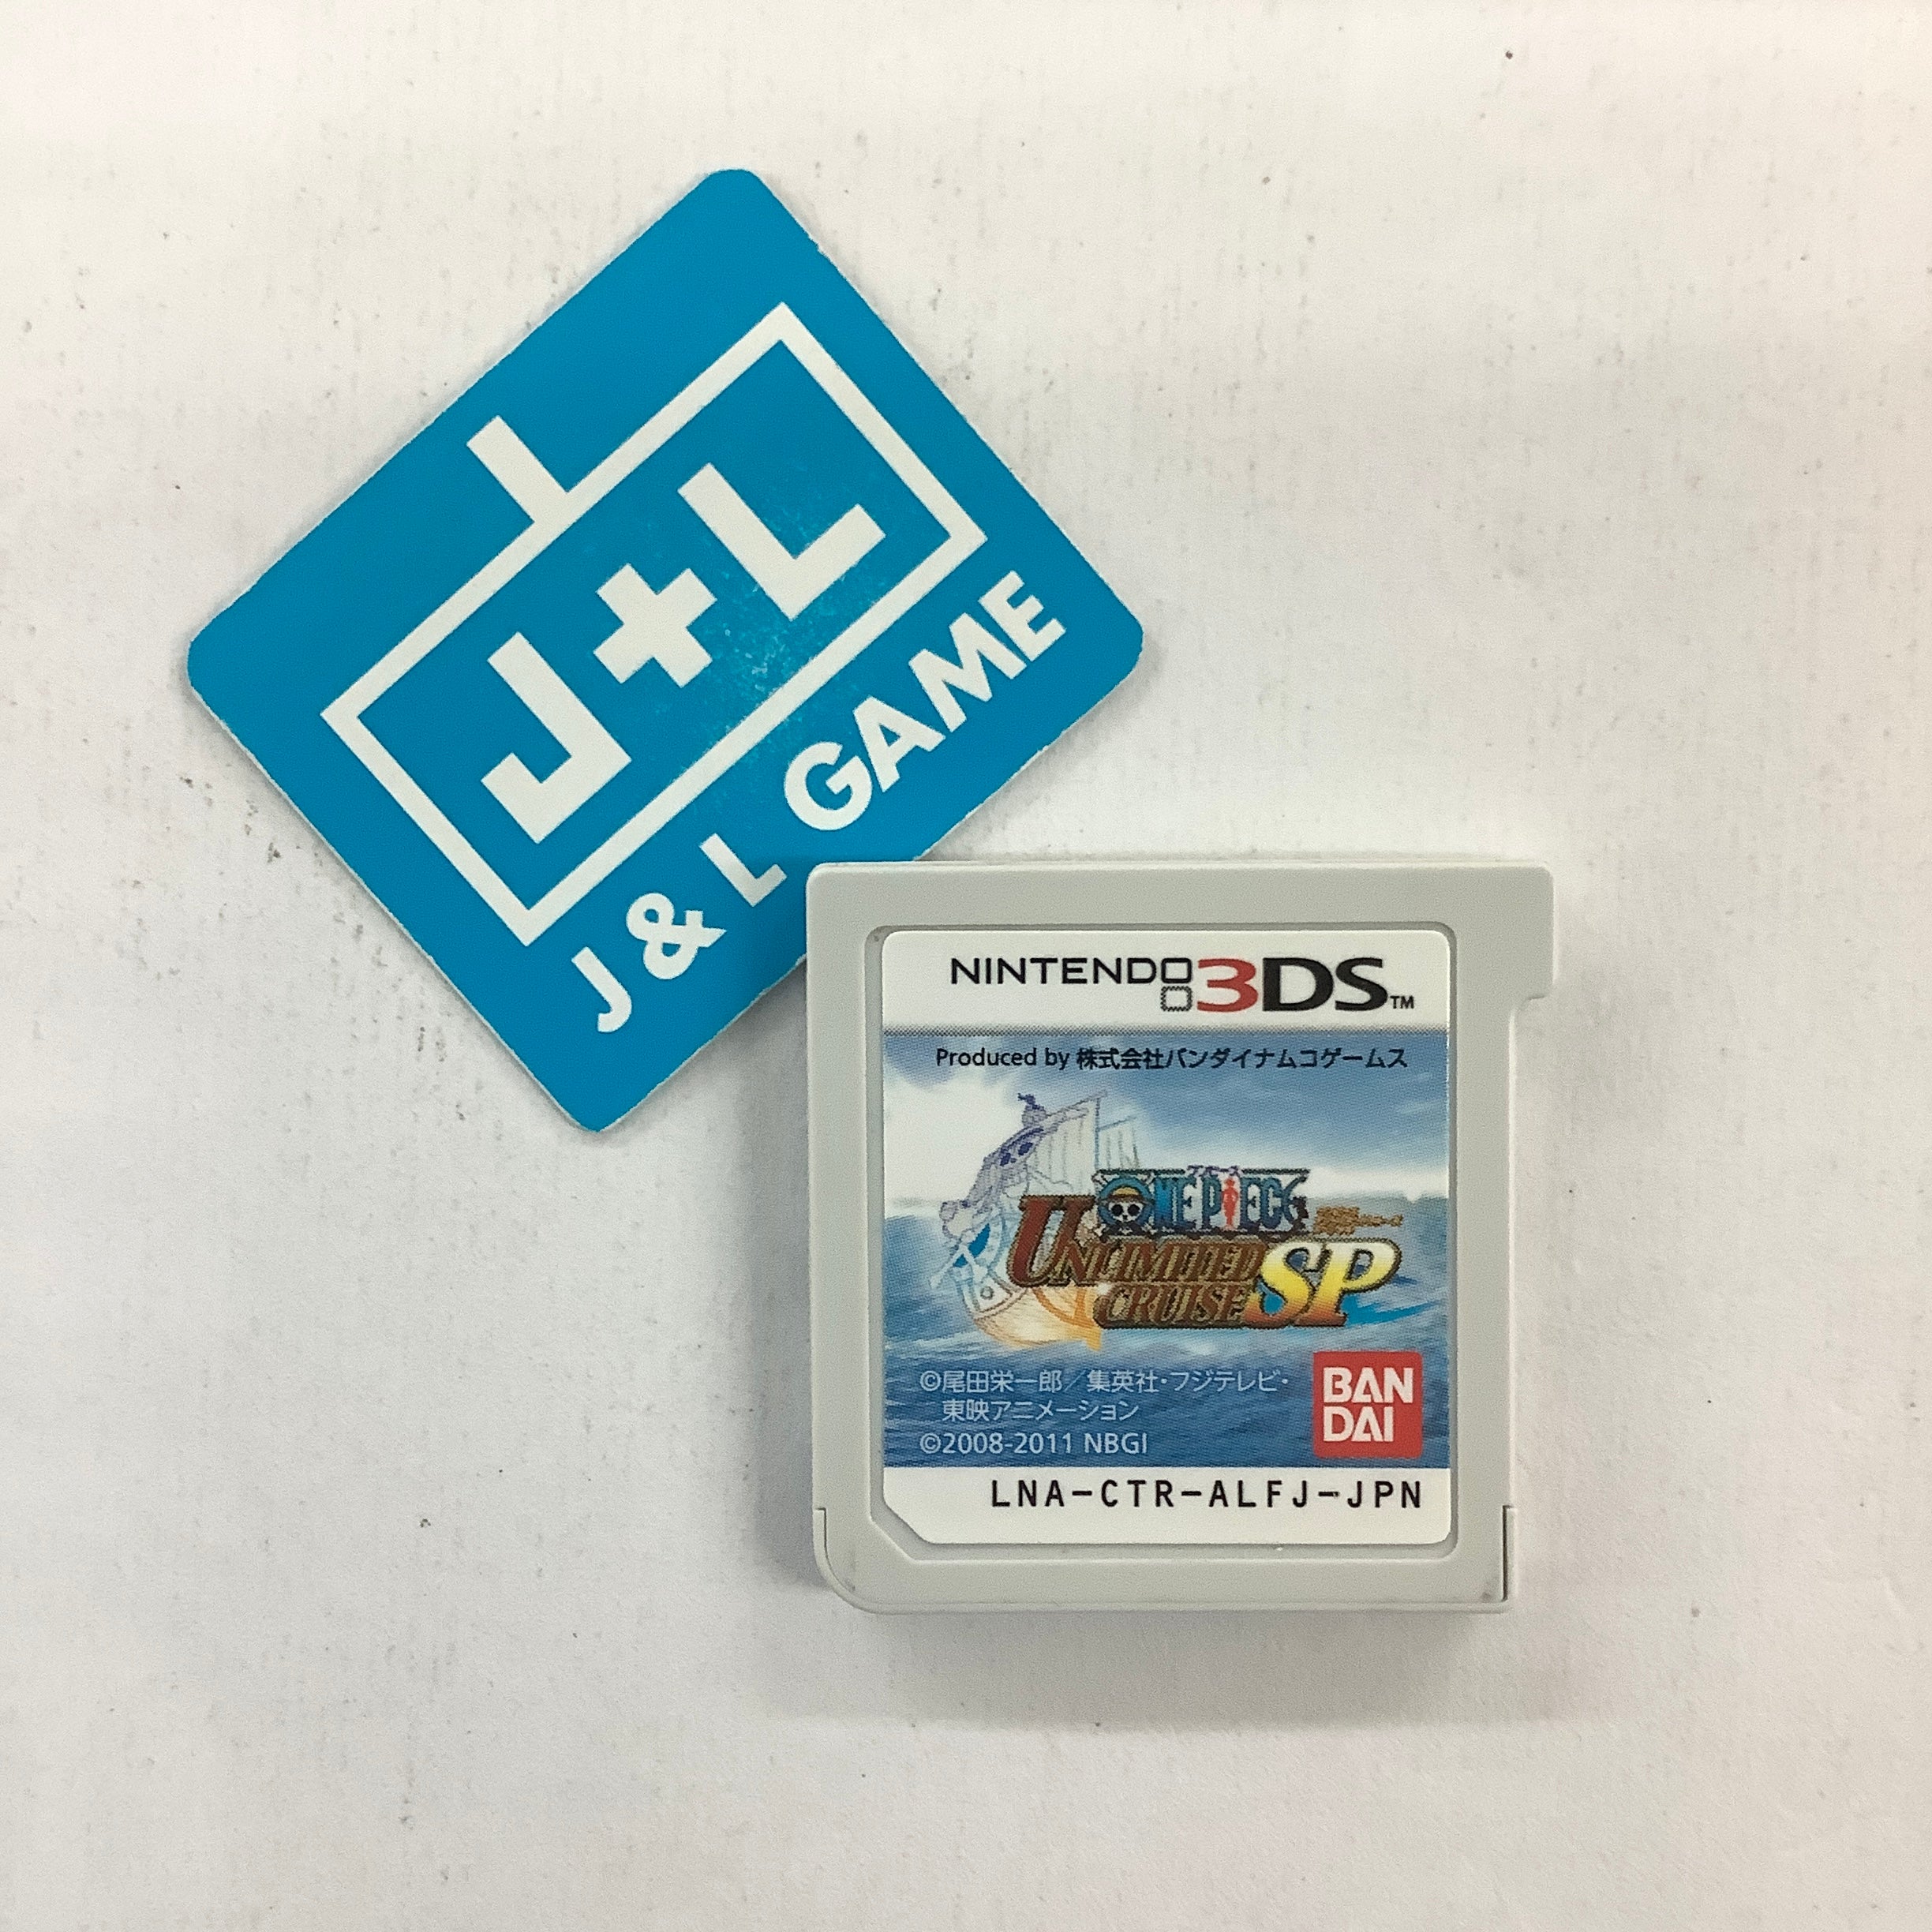 J+L
J & L GAME
NINTENDO 3DS™
Produced by 株式会社バンダイナムコゲームス
ONE PIECE
UNLIMITED
CRUISE SP
©尾田栄一郎／集英社・フジテレビ・
東映アニメーション
©2008-2011 NBGI
BAN
DAI
LNA-CTR-ALFJ-JPN